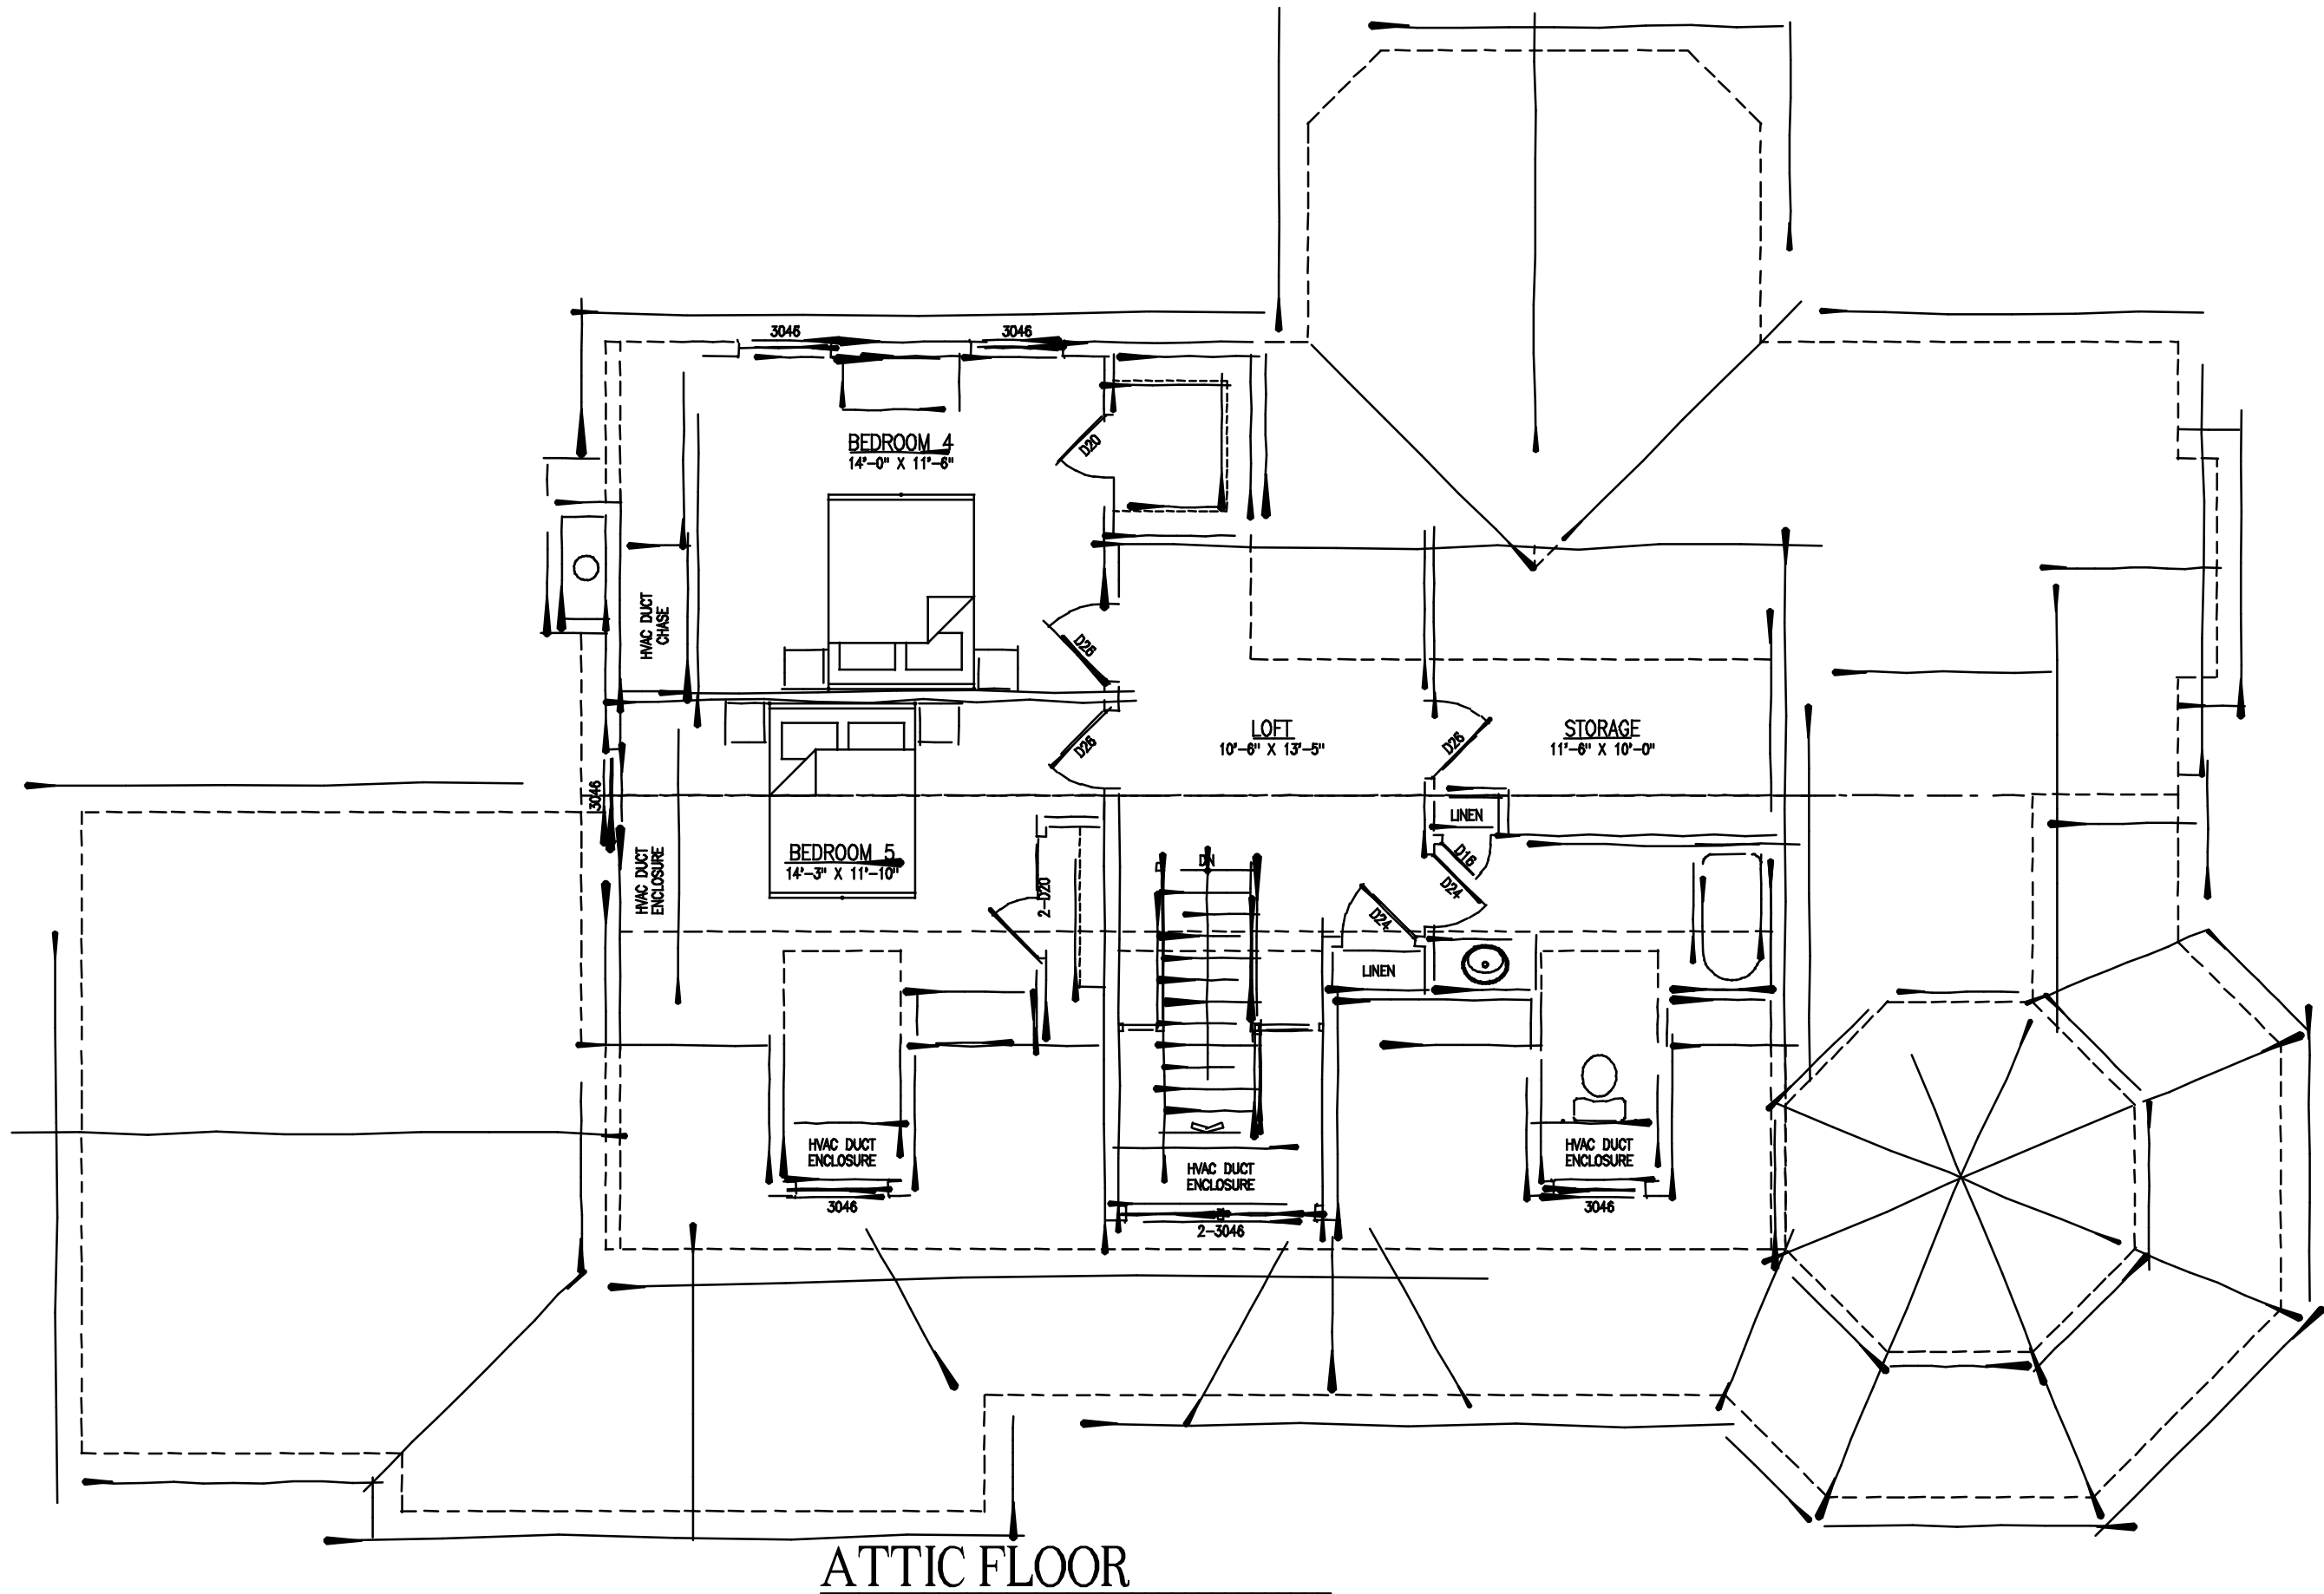 3046
3046
BEDROOM 4
14'-0" X 11'-6"
D20
HVAC DUCT
CHASE
D26
D26
LOFT
10'-6" X 13'-5"
D26
STORAGE
11'-6" X 10'-0"
3046
LINEN
BEDROOM 5
14'-3" X 11'-10"
HVAC DUCT
ENCLOSURE
2-D20
DN
D16
D24
D24
LINEN
HVAC DUCT
ENCLOSURE
3046
HVAC DUCT
ENCLOSURE
2-3046
HVAC DUCT
ENCLOSURE
3046
ATTIC FLOOR